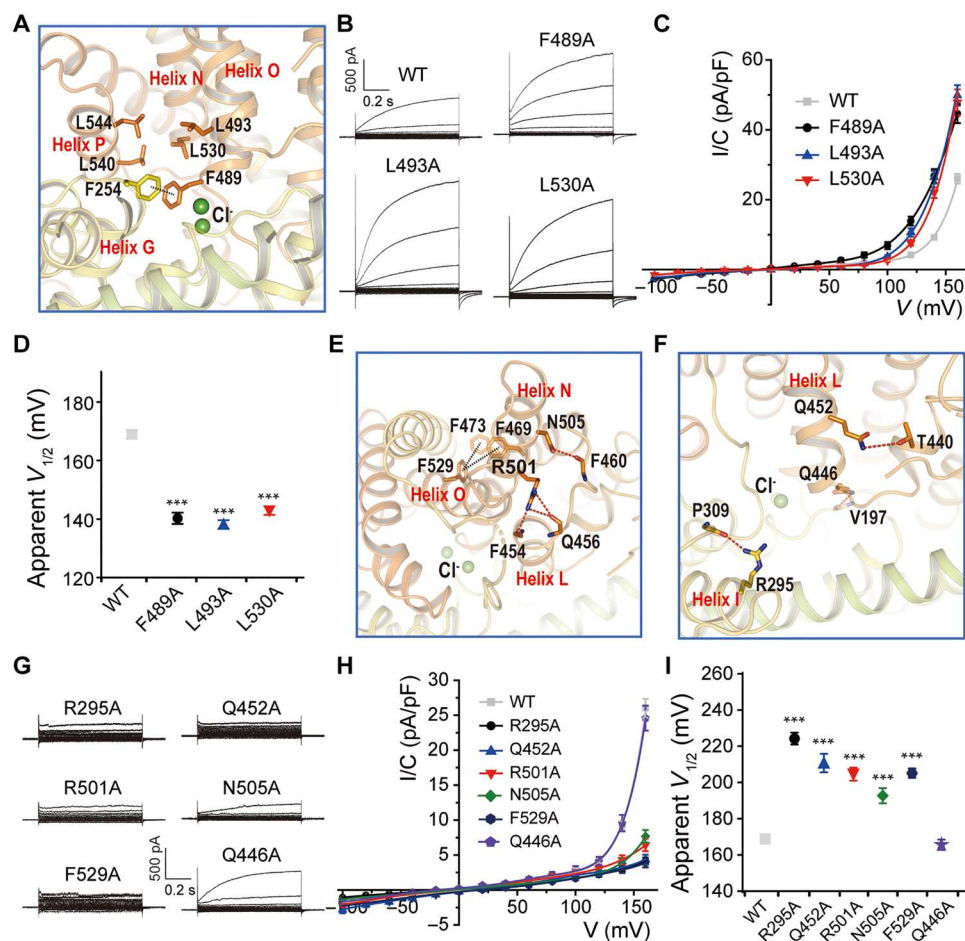 A
Helix N
Helix O
L544
L493
Helix P
L530
L540
F254
F489
Cl-
Helix G
B
500 pA
0.2 s
WT
F489A
L493A
L530A
C
I/C (pA/pF)
60
40
20
0
−100
−50
50
100
150
V (mV)
WT
F489A
L493A
L530A
D
Apparent V1/2 (mV)
180
160
140
120
***
***
***
WT
F489A
L493A
L530A
E
Helix N
F473
F469
N505
F529
R501
F460
Helix O
F454
Q456
Cl-
Helix L
F
Helix L
Q452
T440
Q446
Cl-
V197
P309
R295
Helix I
G
R295A
Q452A
R501A
N505A
F529A
500 pA
0.2 s
Q446A
H
I/C (pA/pF)
30
25
20
15
10
5
−5
−100
−50
50
100
150
V (mV)
WT
R295A
Q452A
R501A
N505A
F529A
Q446A
I
Apparent V1/2 (mV)
260
240
220
200
180
160
140
***
***
***
***
***
WT
R295A
Q452A
R501A
N505A
F529A
Q446A